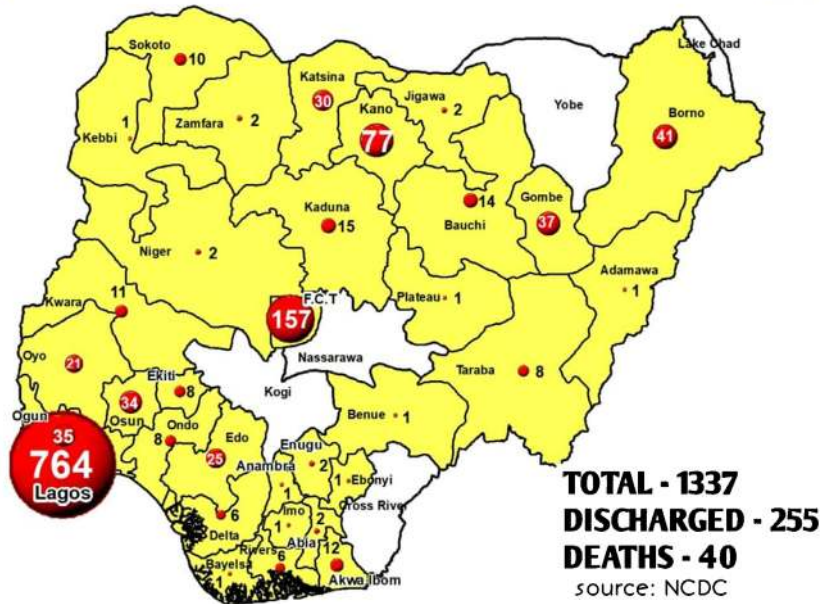 Lake Chad
Sokoto
10
Katsina
30
Jigawa
2
Yobe
Borno
41
Kebbi
1
Zamfara
2
Kano
77
Kaduna
15
14
Bauchi
Gombe
37
Niger
2
Adamawa
1
Kwara
11
F.C.T
157
Plateau
1
Nassarawa
Taraba
8
Oyo
21
Ekiti
8
Kogi
Benue
1
Ogun
35
764
Lagos
34
Osun
Ondo
8
Edo
25
Enugu
2
Anambra
1
1
Ebonyi
Cross River
6
Delta
Imo
1
2
Abia
Rivers
6
Bayelsa
1
12
Akwa Ibom
TOTAL - 1337
DISCHARGED - 255
DEATHS - 40
source: NCDC